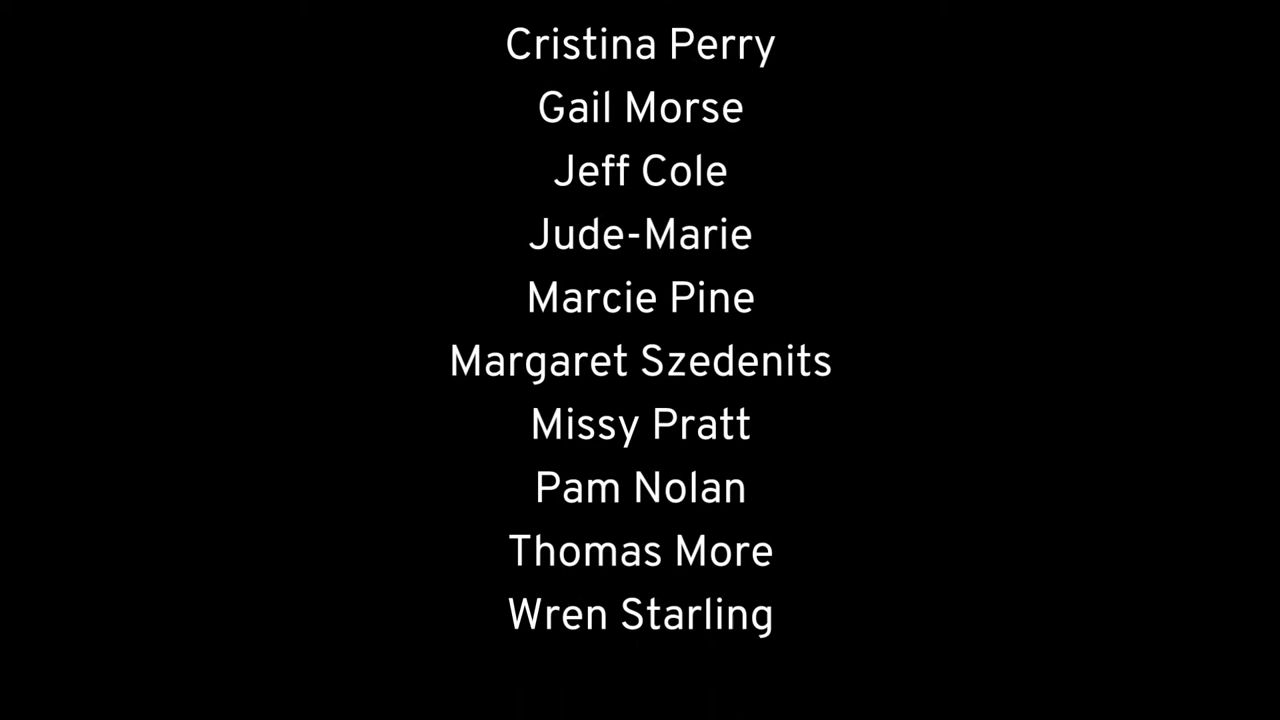 Cristina Perry
Gail Morse
Jeff Cole
Jude-Marie
Marcie Pine
Margaret Szedenits
Missy Pratt
Pam Nolan
Thomas More
Wren Starling